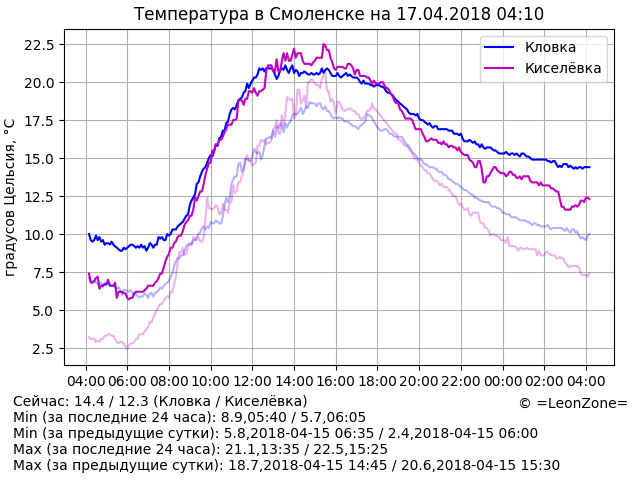 Температура в Смоленске на 17.04.2018 04:10
градусов Цельсия, °C
22.5
20.0
17.5
15.0
12.5
10.0
7.5
5.0
2.5
Кловка
Киселёвка
04:00 06:00 08:00 10:00 12:00 14:00 16:00 18:00 20:00 22:00 00:00 02:00 04:00
Сейчас: 14.4 / 12.3 (Кловка / Киселёвка)
© =LeonZone=
Min (за последние 24 часа): 8.9,05:40 / 5.7,06:05
Min (за предыдущие сутки): 5.8,2018-04-15 06:35 / 2.4,2018-04-15 06:00
Max (за последние 24 часа): 21.1,13:35 / 22.5,15:25
Max (за предыдущие сутки): 18.7,2018-04-15 14:45 / 20.6,2018-04-15 15:30